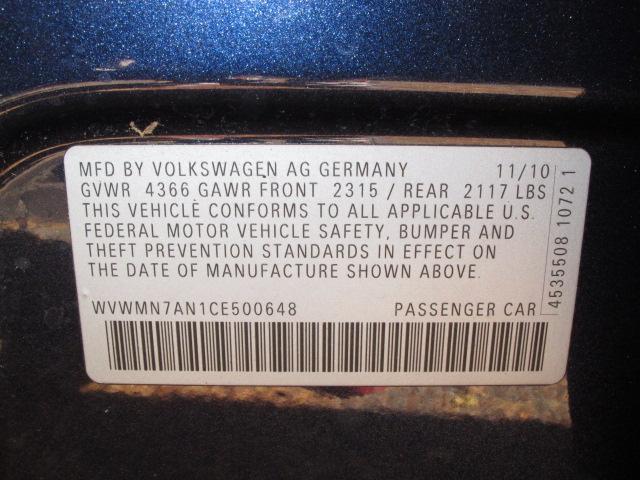 MFD BY VOLKSWAGEN AG GERMANY 11/10
GVWR 4366 GAWR FRONT 2315 / REAR 2117 LBS
THIS VEHICLE CONFORMS TO ALL APPLICABLE U.S.
FEDERAL MOTOR VEHICLE SAFETY, BUMPER AND
THEFT PREVENTION STANDARDS IN EFFECT ON
THE DATE OF MANUFACTURE SHOWN ABOVE.
WVWMN7AN1CE500648 PASSENGER CAR
4535508 1072 1